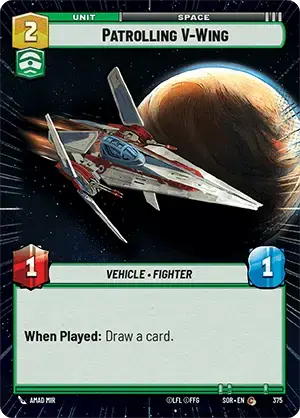 UNIT SPACE
2 PATROLLING V-WING
1 VEHICLE • FIGHTER 1
When Played: Draw a card.
AMAD MIR ©LFL ©FFG SOR • EN C 375